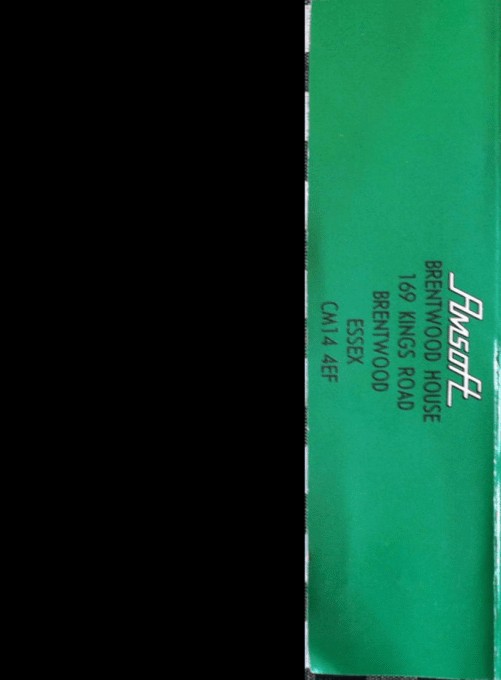 Amsoft
BRENTWOOD HOUSE
169 KINGS ROAD
BRENTWOOD
ESSEX
CM14 4EF